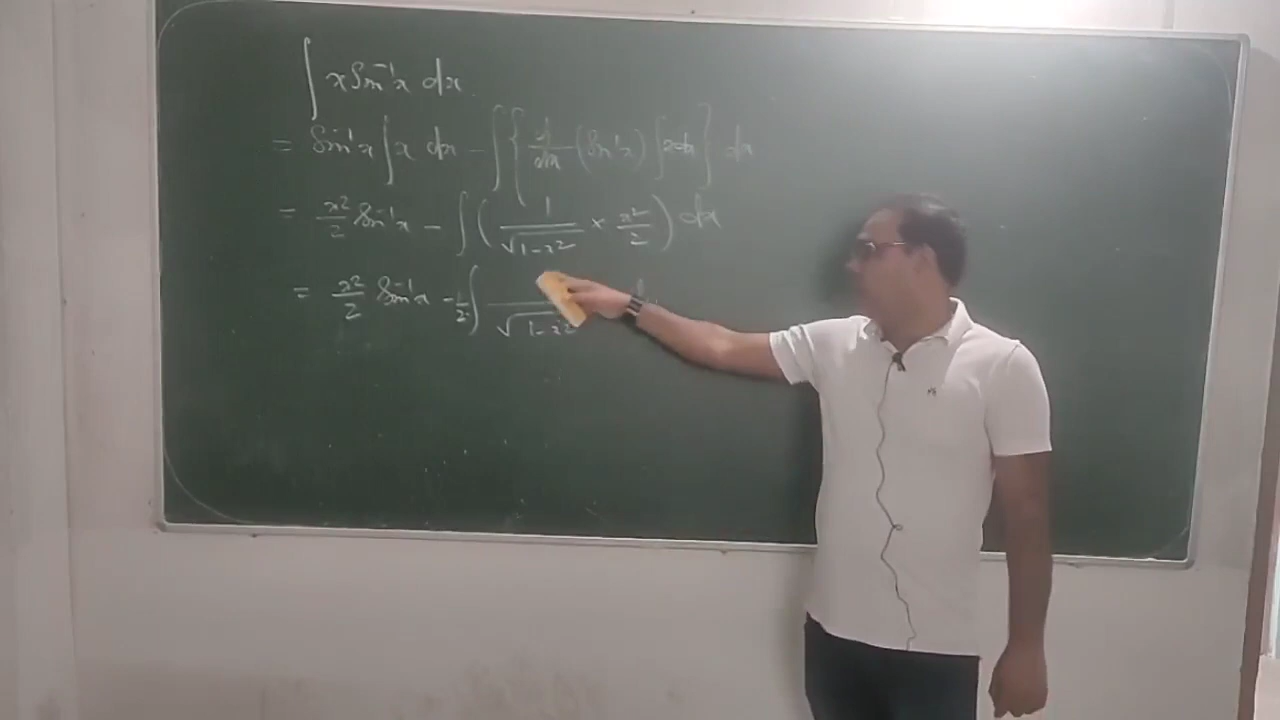 ∫ x sin⁻¹x dx
= sin⁻¹x ∫ x dx - ∫ { d/dx (sin⁻¹x) ∫ x dx } dx
= x²/2 sin⁻¹x - ∫ ( 1/√(1-x²) × x²/2 ) dx
= x²/2 sin⁻¹x - 1/2 ∫ /√(1-x²)